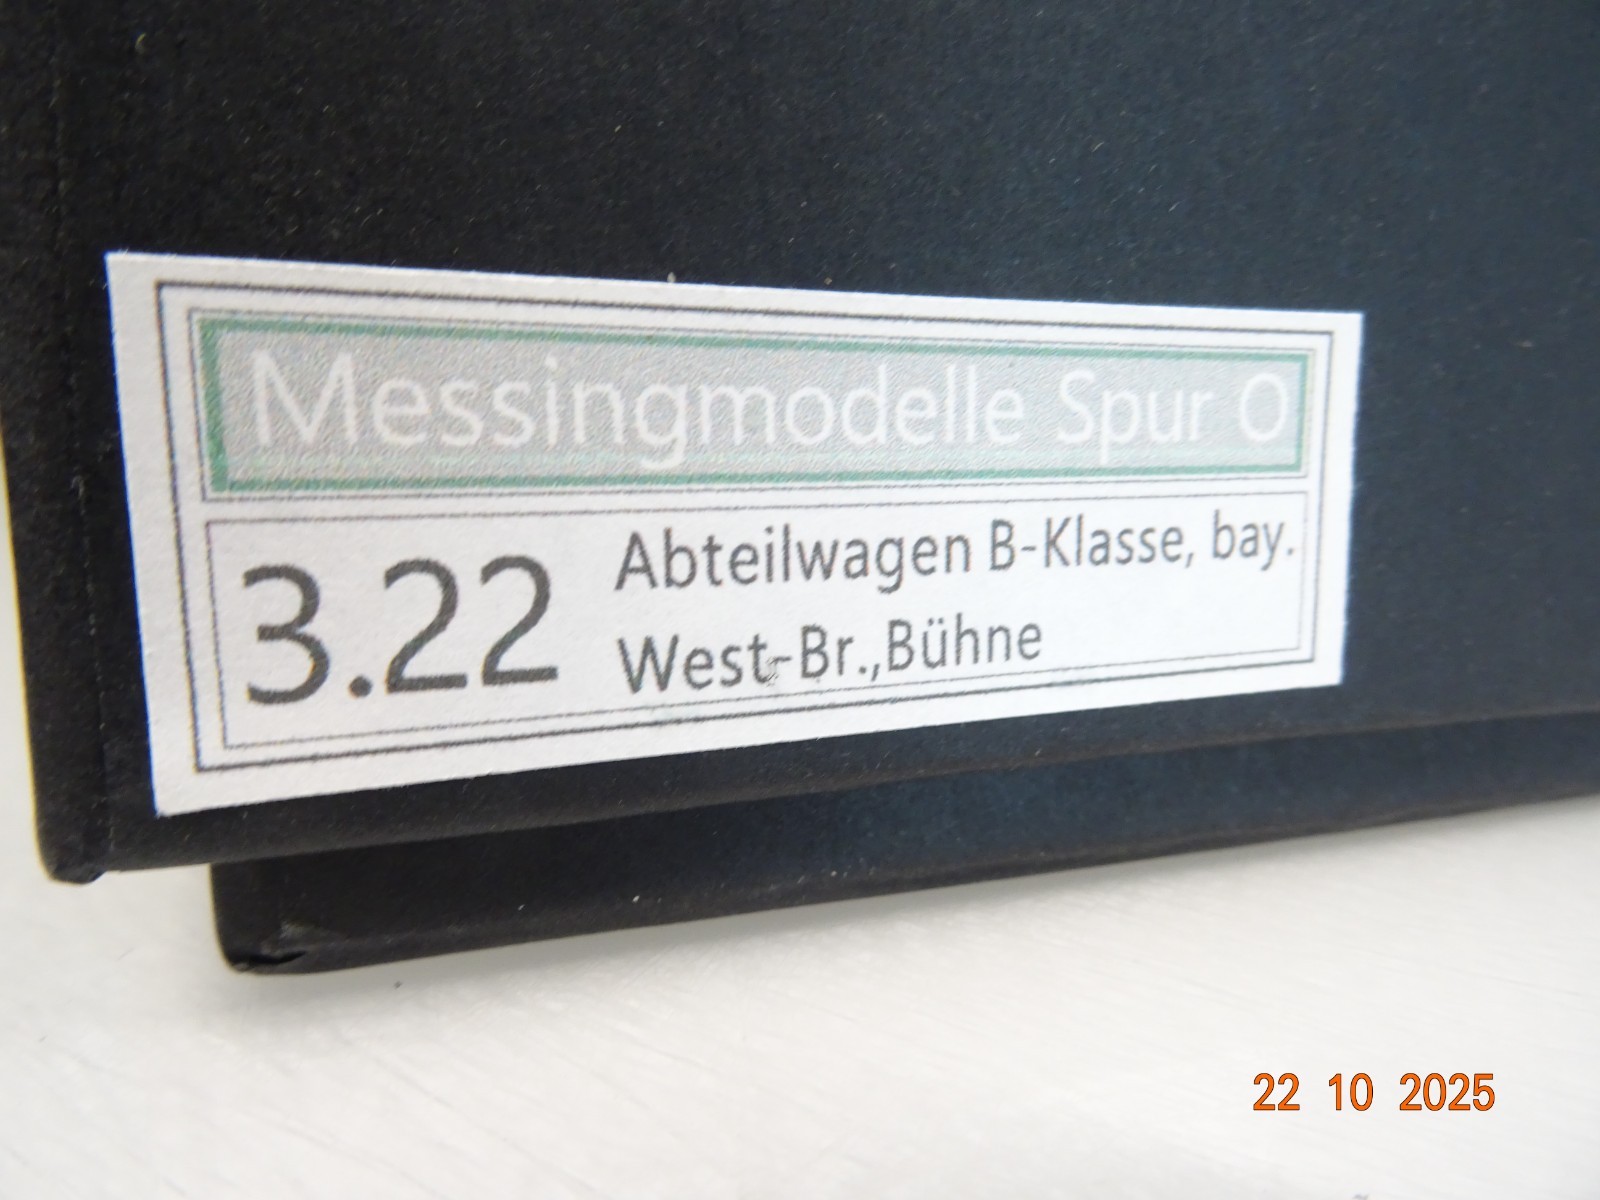 Messingmodelle Spur O
3.22
Abteilwagen B-Klasse, bay.
West-Br.,Bühne
22 10 2025